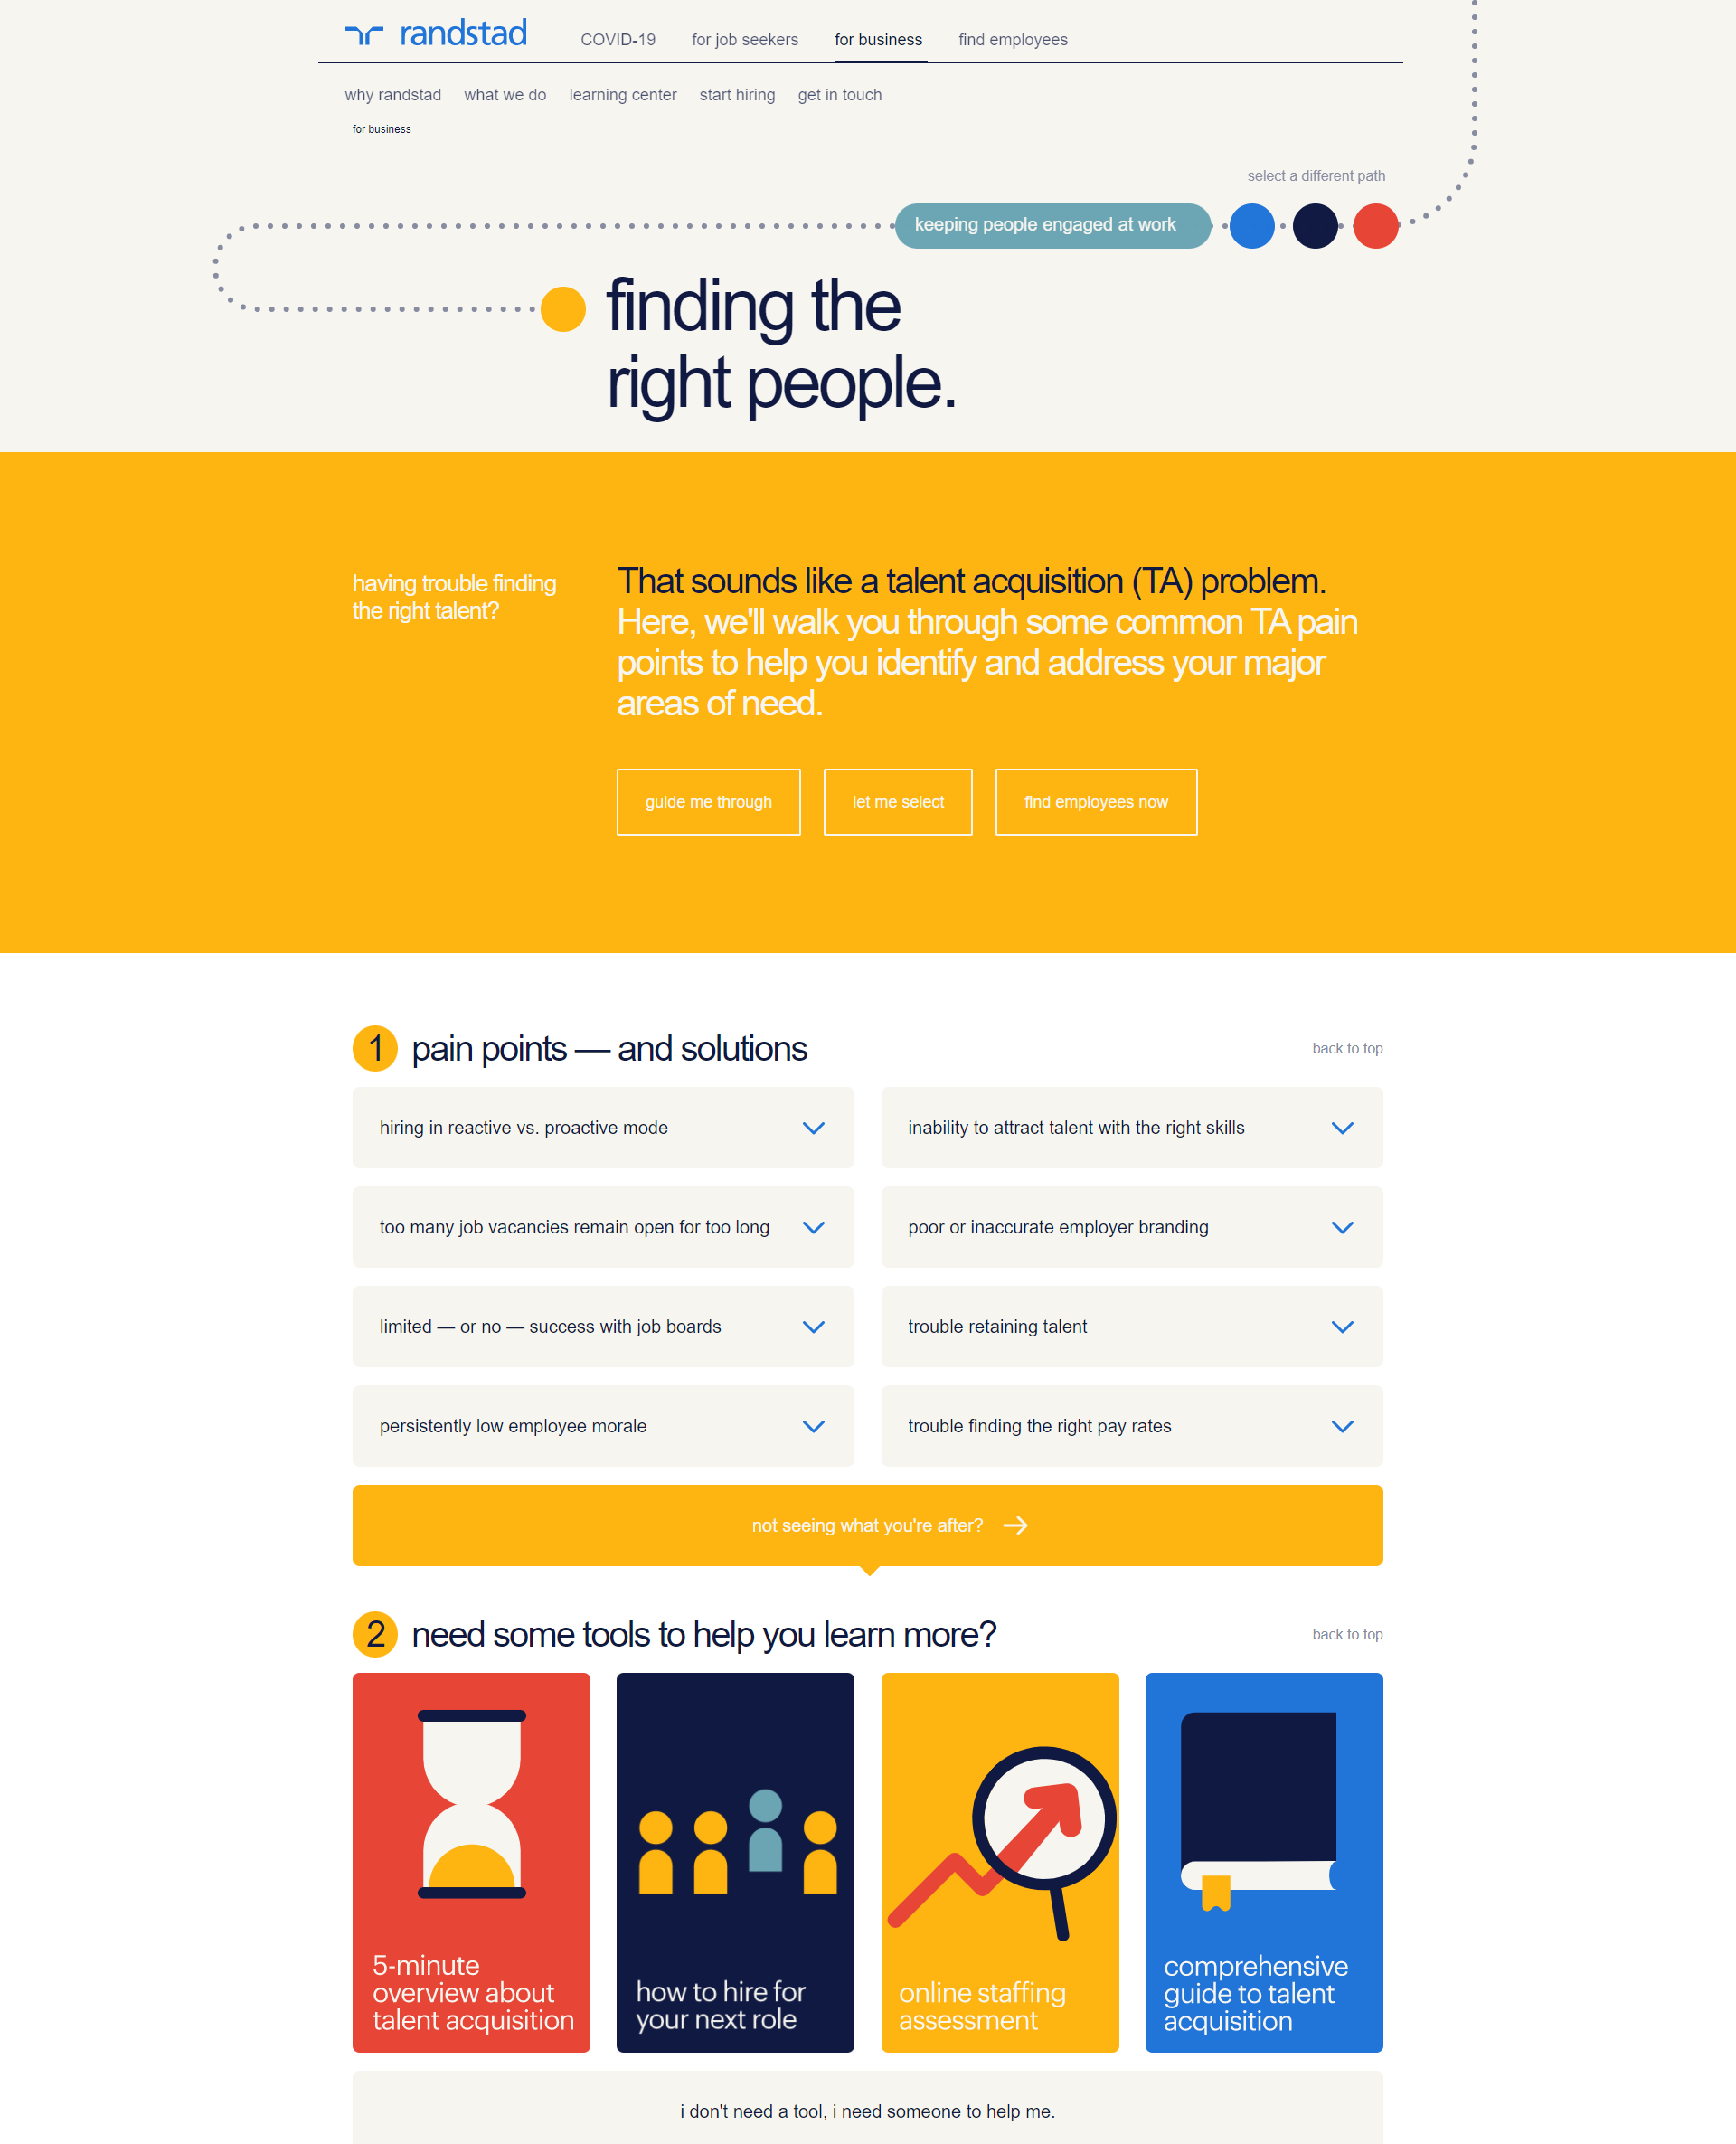 randstad
COVID-19
for job seekers
for business
find employees
why randstad
what we do
learning center
start hiring
get in touch
for business
select a different path
keeping people engaged at work
finding the
right people.
having trouble finding
the right talent?
That sounds like a talent acquisition (TA) problem.
Here, we'll walk you through some common TA pain
points to help you identify and address your major
areas of need.
guide me through
let me select
find employees now
1 pain points — and solutions
back to top
hiring in reactive vs. proactive mode
inability to attract talent with the right skills
too many job vacancies remain open for too long
poor or inaccurate employer branding
limited — or no — success with job boards
trouble retaining talent
persistently low employee morale
trouble finding the right pay rates
not seeing what you're after?
2 need some tools to help you learn more?
back to top
5-minute
overview about
talent acquisition
how to hire for
your next role
online staffing
assessment
comprehensive
guide to talent
acquisition
i don't need a tool, i need someone to help me.